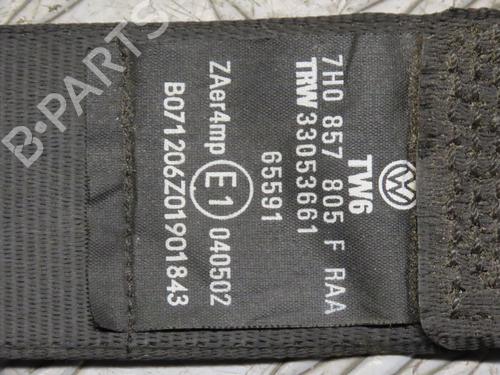 TW6
7H0 857 805 F RAA
TRW 33053661
65591
ZAer4mp E1 040502
B071206Z01901843
B-PARTS